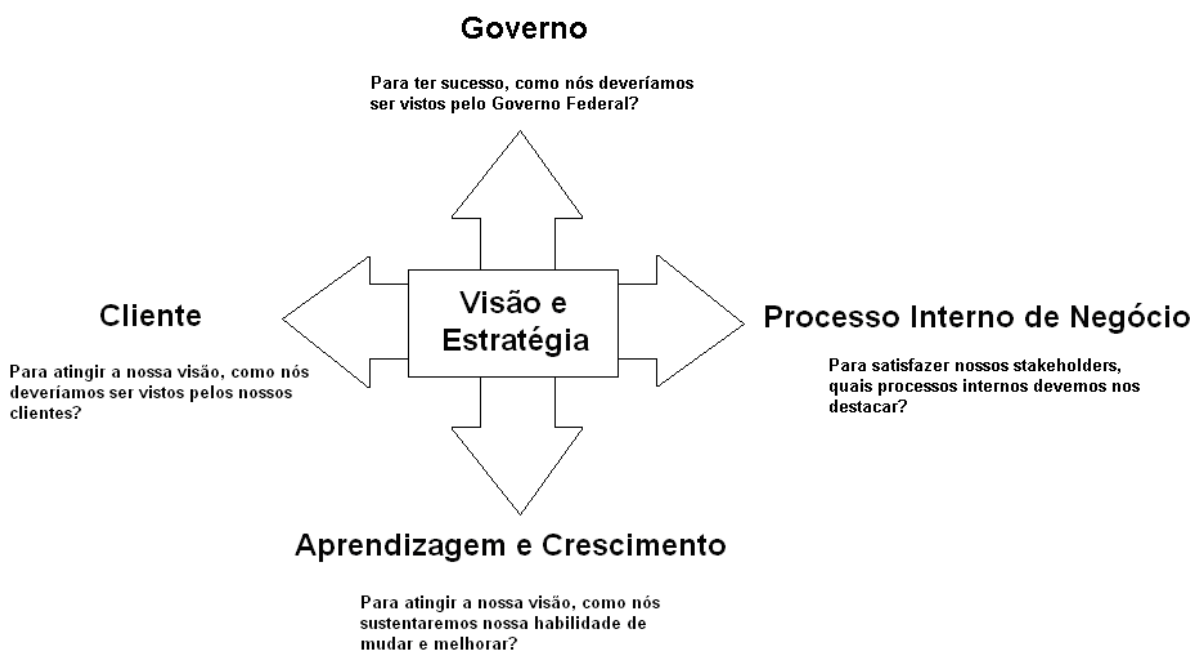 Governo
Para ter sucesso, como nós deveríamos
ser vistos pelo Governo Federal?
Cliente
Para atingir a nossa visão, como nós
deveríamos ser vistos pelos nossos
clientes?
Visão e
Estratégia
Processo Interno de Negócio
Para satisfazer nossos stakeholders,
quais processos internos devemos nos
destacar?
Aprendizagem e Crescimento
Para atingir a nossa visão, como nós
sustentaremos nossa habilidade de
mudar e melhorar?